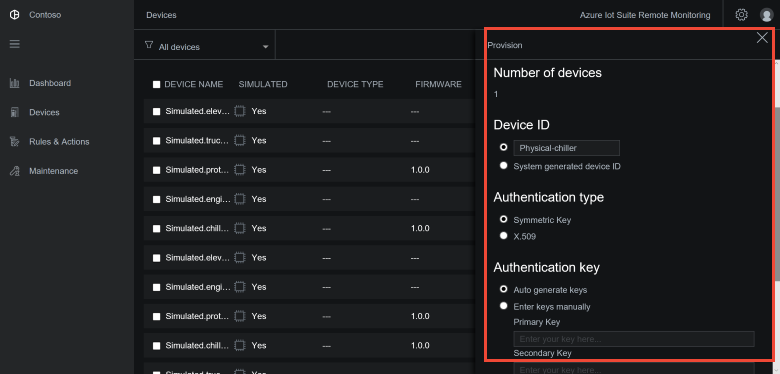 Contoso
Devices
Azure Iot Suite Remote Monitoring
All devices
Dashboard
Devices
Rules & Actions
Maintenance
DEVICE NAME SIMULATED DEVICE TYPE FIRMWARE
Simulated.elev... Yes --- ---
Simulated.truc... Yes --- ---
Simulated.prot... Yes --- 1.0.0
Simulated.engi... Yes --- ---
Simulated.chill... Yes --- 1.0.0
Simulated.elev... Yes --- ---
Simulated.engi... Yes --- ---
Simulated.prot... Yes --- 1.0.0
Simulated.chill... Yes --- 1.0.0
Simulated.truc... Yes
Provision
Number of devices
1
Device ID
Physical-chiller
System generated device ID
Authentication type
Symmetric Key
X.509
Authentication key
Auto generate keys
Enter keys manually
Primary Key
Enter your key here...
Secondary Key
Enter your key here...